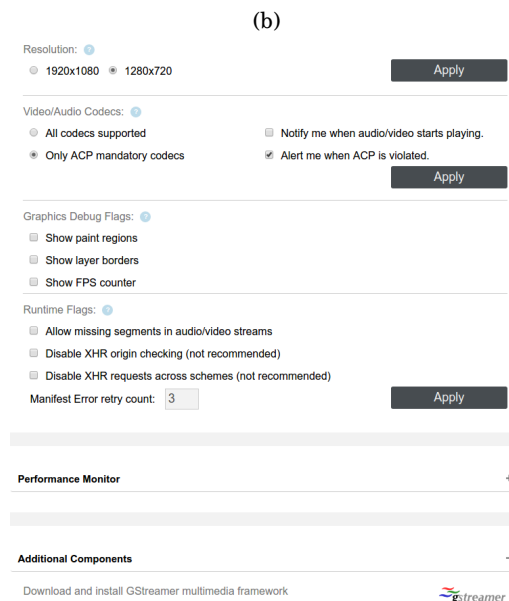 (b)
Resolution: ?
1920x1080 1280x720
Apply
Video/Audio Codecs: ?
All codecs supported Notify me when audio/video starts playing.
Only ACP mandatory codecs Alert me when ACP is violated.
Apply
Graphics Debug Flags: ?
Show paint regions
Show layer borders
Show FPS counter
Runtime Flags: ?
Allow missing segments in audio/video streams
Disable XHR origin checking (not recommended)
Disable XHR requests across schemes (not recommended)
Manifest Error retry count: 3 Apply
Performance Monitor +
Additional Components -
Download and install GStreamer multimedia framework gstreamer